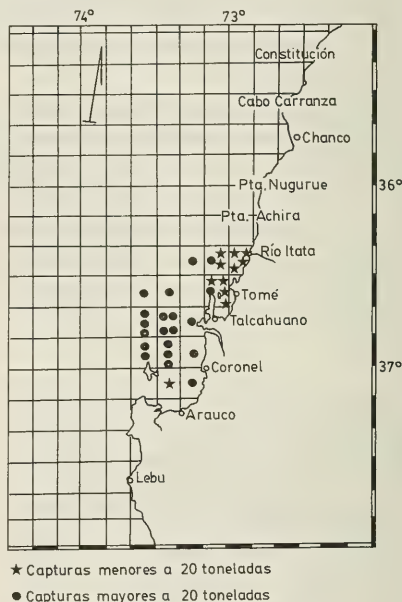 74° 73°
Constitución
Cabo Carranza
Chanco
Pta. Nugurue
36°
Pta. Achira
Río Itata
Tomé
Talcahuano
Coronel
37°
Arauco
Lebu
★ Capturas menores a 20 toneladas
● Capturas mayores a 20 toneladas